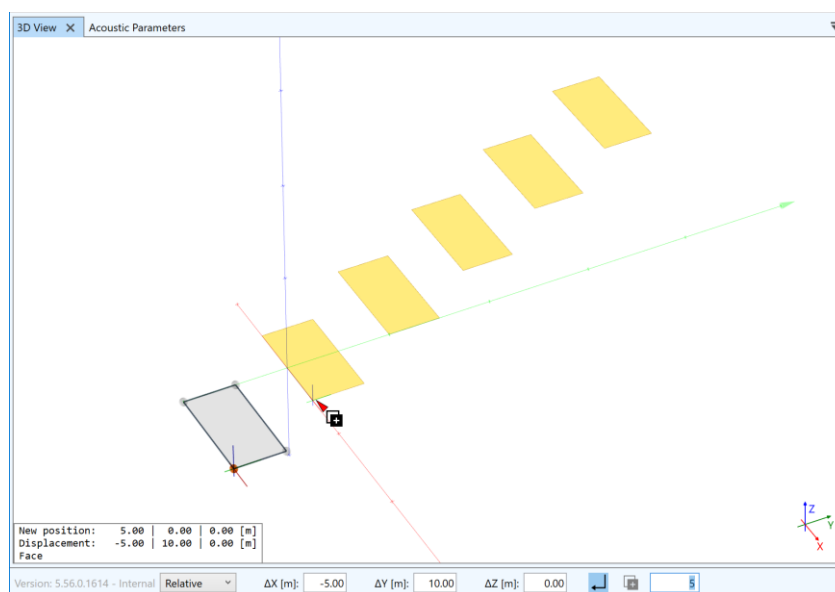 3D View X Acoustic Parameters
Z
Y
X
New position: 5.00 | 0.00 | 0.00 [m]
Displacement: -5.00 | 10.00 | 0.00 [m]
Face
Version: 5.56.0.1614 - Internal Relative ΔX [m]: -5.00 ΔY [m]: 10.00 ΔZ [m]: 0.00 5